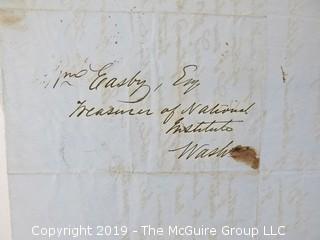 Wm Easby, Esq
Treasurer of National
Institute
Wash
Copyright 2019 - The McGuire Group LLC